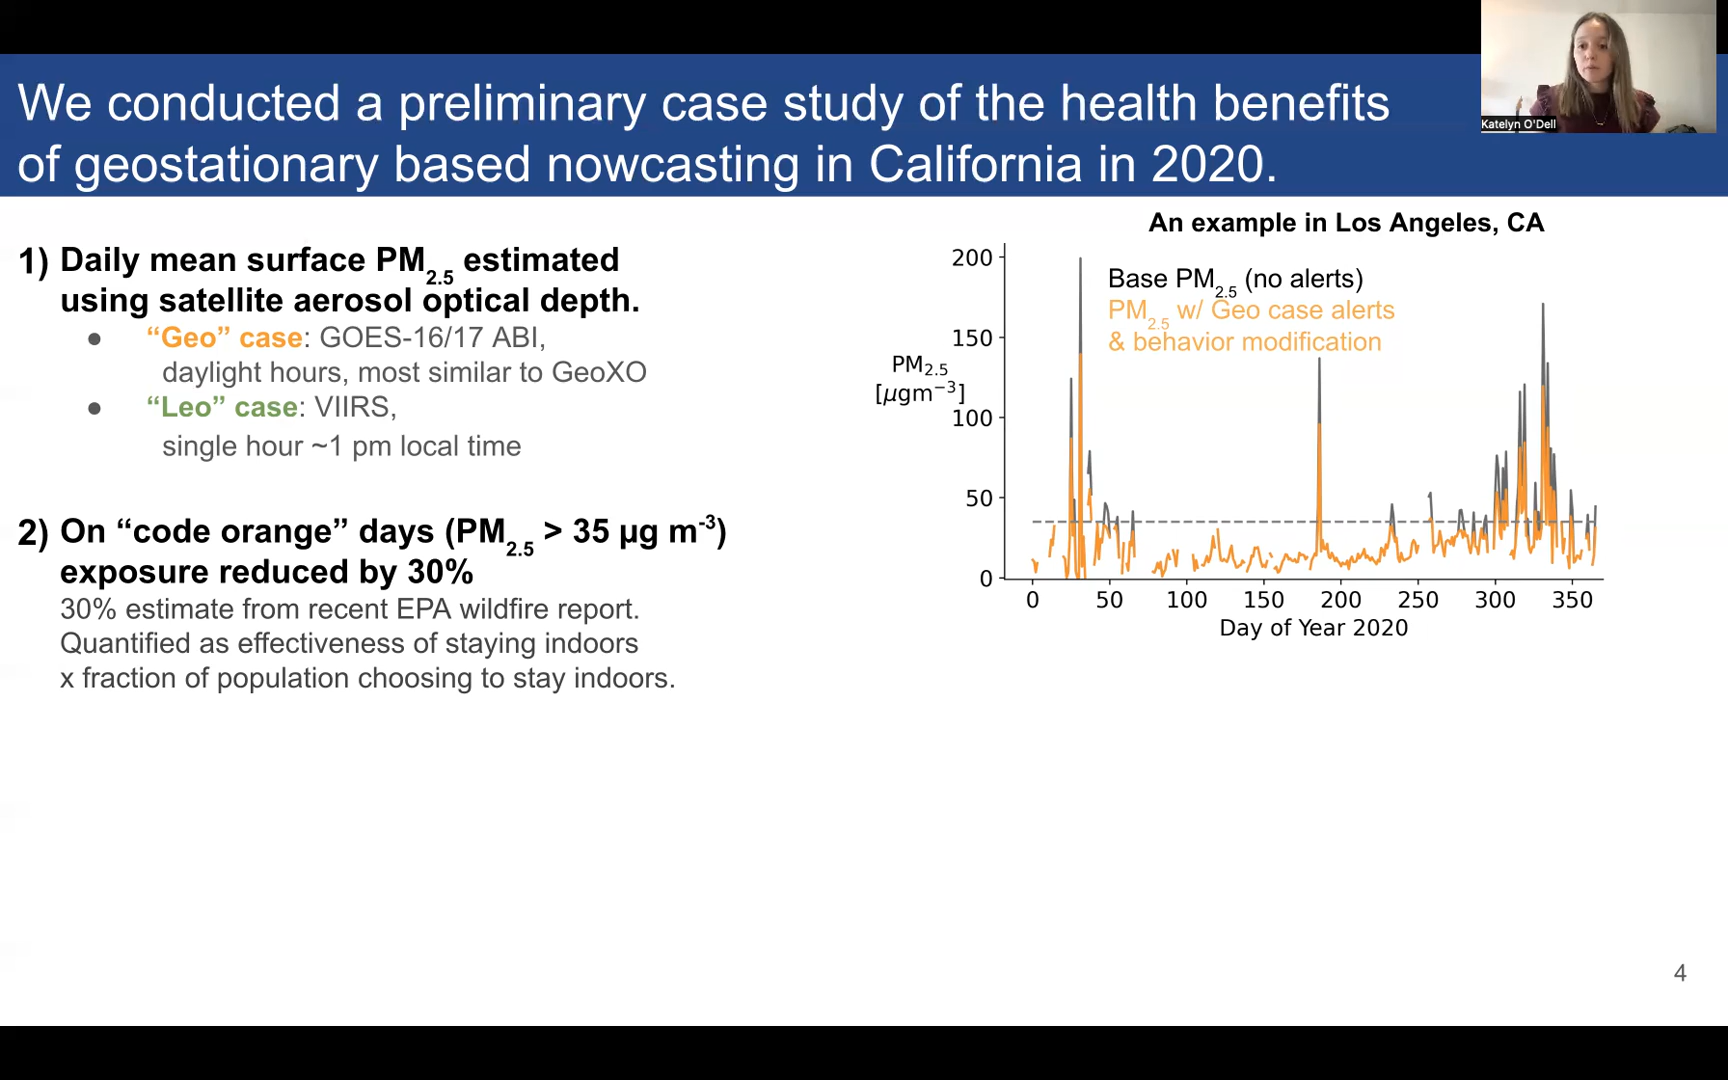 We conducted a preliminary case study of the health benefits
of geostationary based nowcasting in California in 2020.
Katelyn O'Dell
1) Daily mean surface PM2.5 estimated
using satellite aerosol optical depth.
● “Geo” case: GOES-16/17 ABI,
daylight hours, most similar to GeoXO
● “Leo” case: VIIRS,
single hour ~1 pm local time
2) On “code orange” days (PM2.5 > 35 µg m-3)
exposure reduced by 30%
30% estimate from recent EPA wildfire report.
Quantified as effectiveness of staying indoors
x fraction of population choosing to stay indoors.
An example in Los Angeles, CA
Base PM2.5 (no alerts)
PM2.5 w/ Geo case alerts
& behavior modification
PM2.5
[µgm−3]
200
150
100
50
0
0 50 100 150 200 250 300 350
Day of Year 2020
4